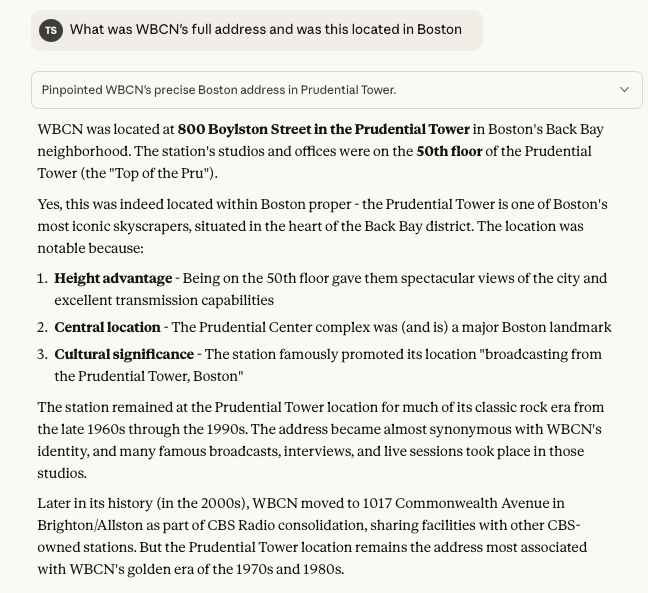 TS What was WBCN's full address and was this located in Boston
Pinpointed WBCN's precise Boston address in Prudential Tower.
WBCN was located at 800 Boylston Street in the Prudential Tower in Boston's Back Bay
neighborhood. The station's studios and offices were on the 50th floor of the Prudential
Tower (the "Top of the Pru").
Yes, this was indeed located within Boston proper - the Prudential Tower is one of Boston's
most iconic skyscrapers, situated in the heart of the Back Bay district. The location was
notable because:
1. Height advantage - Being on the 50th floor gave them spectacular views of the city and
excellent transmission capabilities
2. Central location - The Prudential Center complex was (and is) a major Boston landmark
3. Cultural significance - The station famously promoted its location "broadcasting from
the Prudential Tower, Boston"
The station remained at the Prudential Tower location for much of its classic rock era from
the late 1960s through the 1990s. The address became almost synonymous with WBCN's
identity, and many famous broadcasts, interviews, and live sessions took place in those
studios.
Later in its history (in the 2000s), WBCN moved to 1017 Commonwealth Avenue in
Brighton/Allston as part of CBS Radio consolidation, sharing facilities with other CBS-
owned stations. But the Prudential Tower location remains the address most associated
with WBCN's golden era of the 1970s and 1980s.